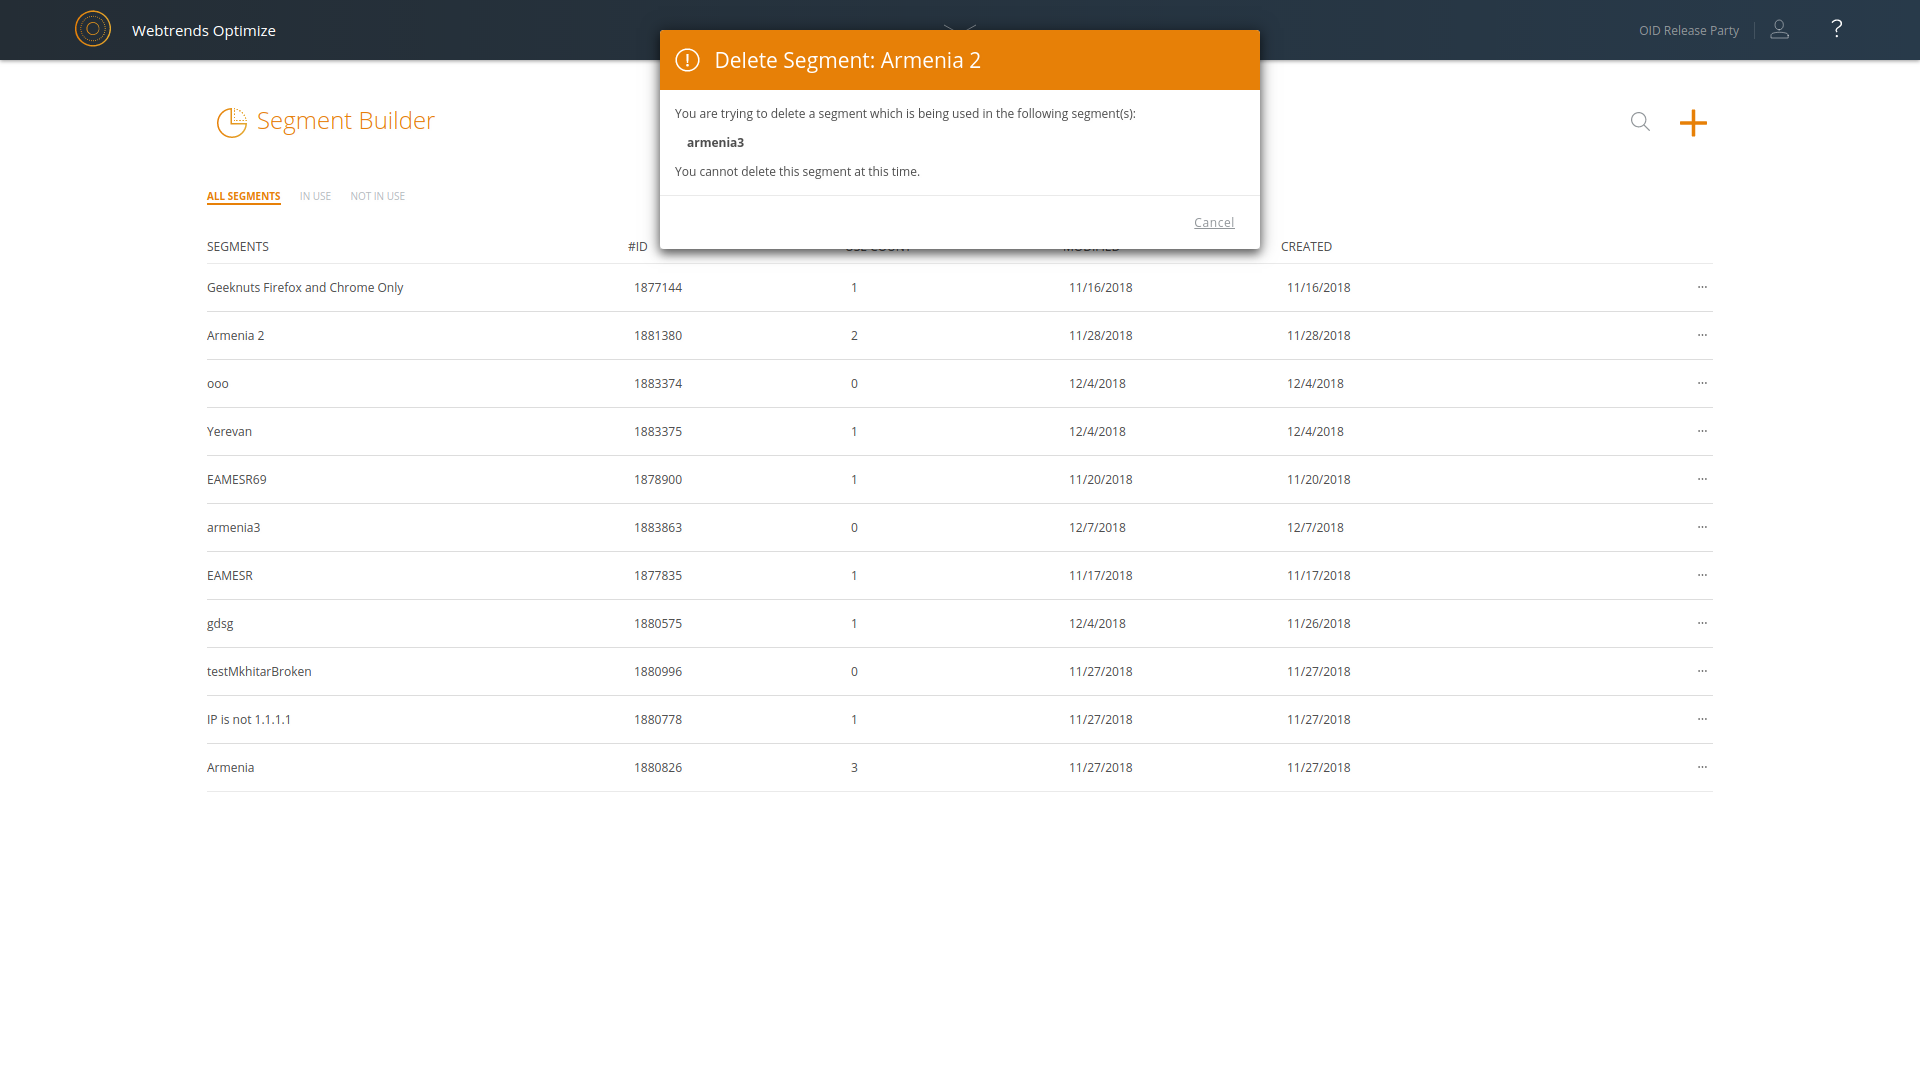 Webtrends Optimize
OID Release Party
?
Delete Segment: Armenia 2
You are trying to delete a segment which is being used in the following segment(s):
armenia3
You cannot delete this segment at this time.
Cancel
Segment Builder
ALL SEGMENTS IN USE NOT IN USE
SEGMENTS #ID USE COUNT MODIFIED CREATED
Geeknuts Firefox and Chrome Only 1877144 1 11/16/2018 11/16/2018 ...
Armenia 2 1881380 2 11/28/2018 11/28/2018 ...
ooo 1883374 0 12/4/2018 12/4/2018 ...
Yerevan 1883375 1 12/4/2018 12/4/2018 ...
EAMESR69 1878900 1 11/20/2018 11/20/2018 ...
armenia3 1883863 0 12/7/2018 12/7/2018 ...
EAMESR 1877835 1 11/17/2018 11/17/2018 ...
gdsg 1880575 1 12/4/2018 11/26/2018 ...
testMkhitarBroken 1880996 0 11/27/2018 11/27/2018 ...
IP is not 1.1.1.1 1880778 1 11/27/2018 11/27/2018 ...
Armenia 1880826 3 11/27/2018 11/27/2018 ...